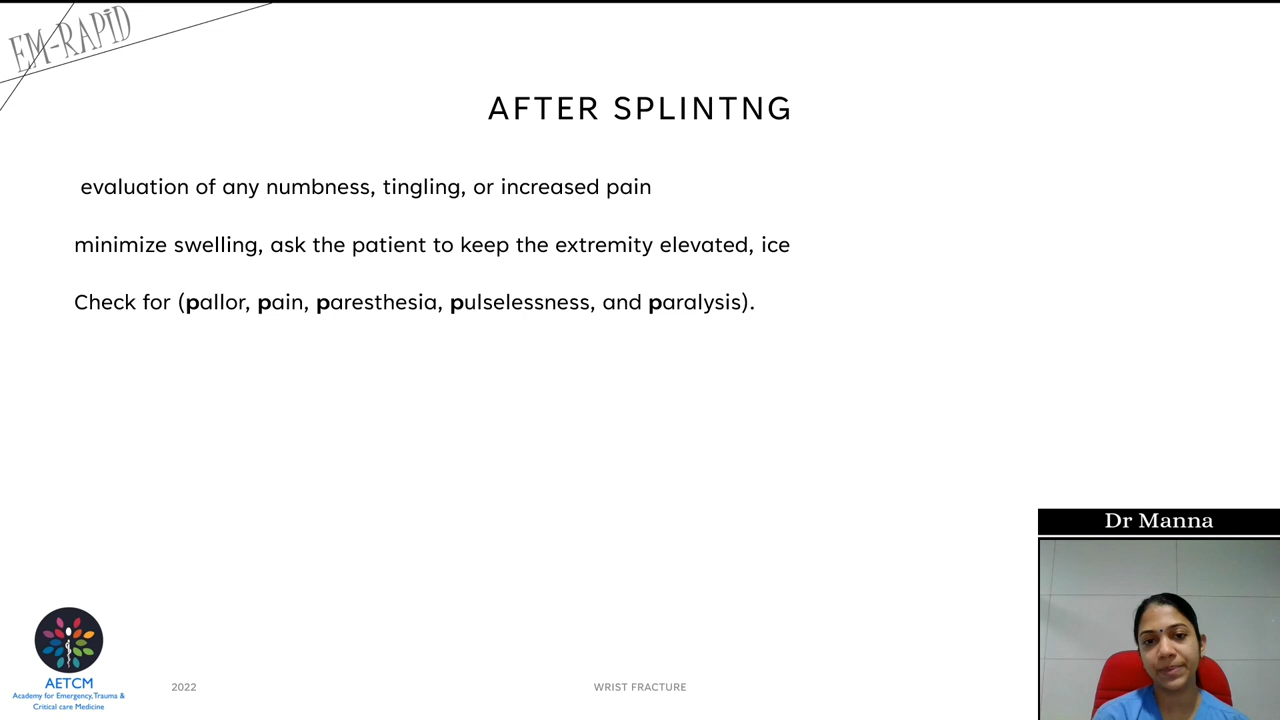 EM-RAPiD
AFTER SPLINTNG
evaluation of any numbness, tingling, or increased pain
minimize swelling, ask the patient to keep the extremity elevated, ice
Check for (pallor, pain, paresthesia, pulselessness, and paralysis).
Dr Manna
AETCM
Academy for Emergency, Trauma &
Critical care Medicine
2022
WRIST FRACTURE